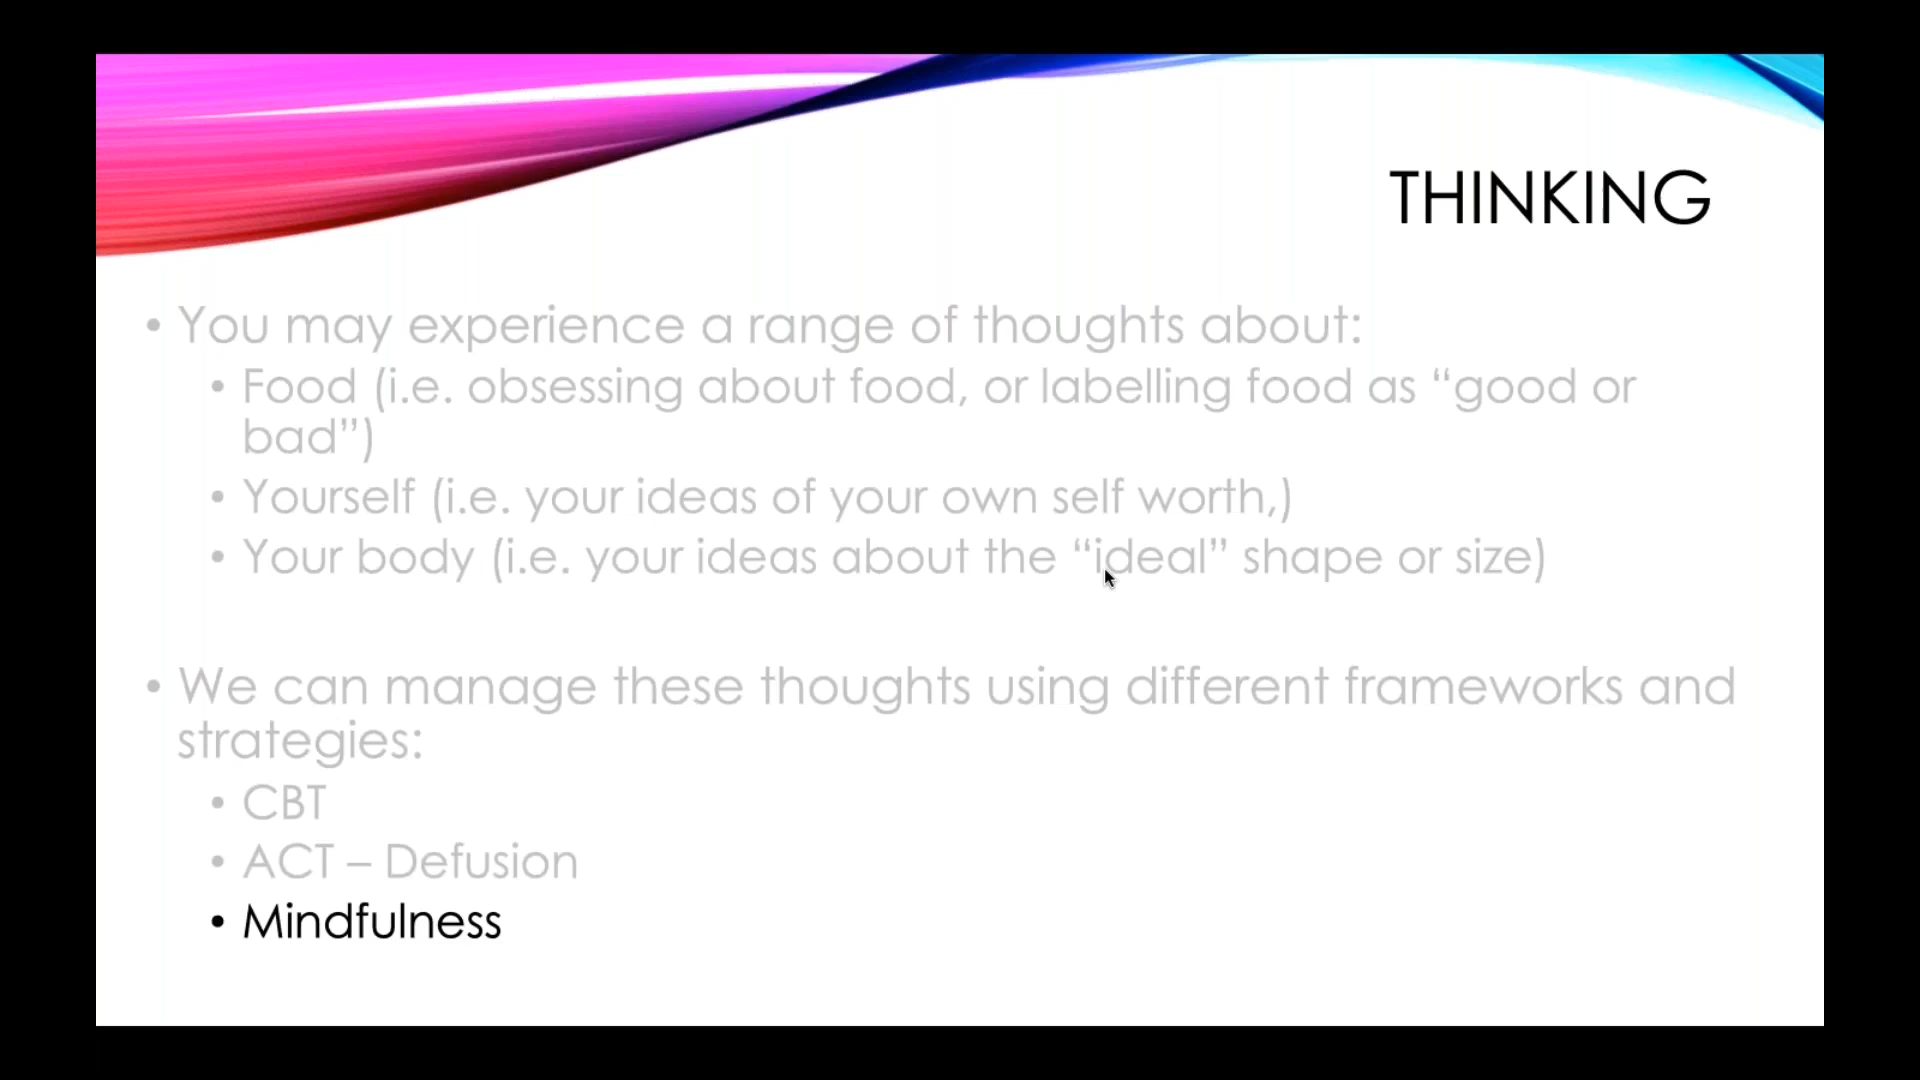 THINKING
• You may experience a range of thoughts about:
• Food (i.e. obsessing about food, or labelling food as “good or
bad”)
• Yourself (i.e. your ideas of your own self worth,)
• Your body (i.e. your ideas about the “ideal” shape or size)
• We can manage these thoughts using different frameworks and
strategies:
• CBT
• ACT – Defusion
• Mindfulness